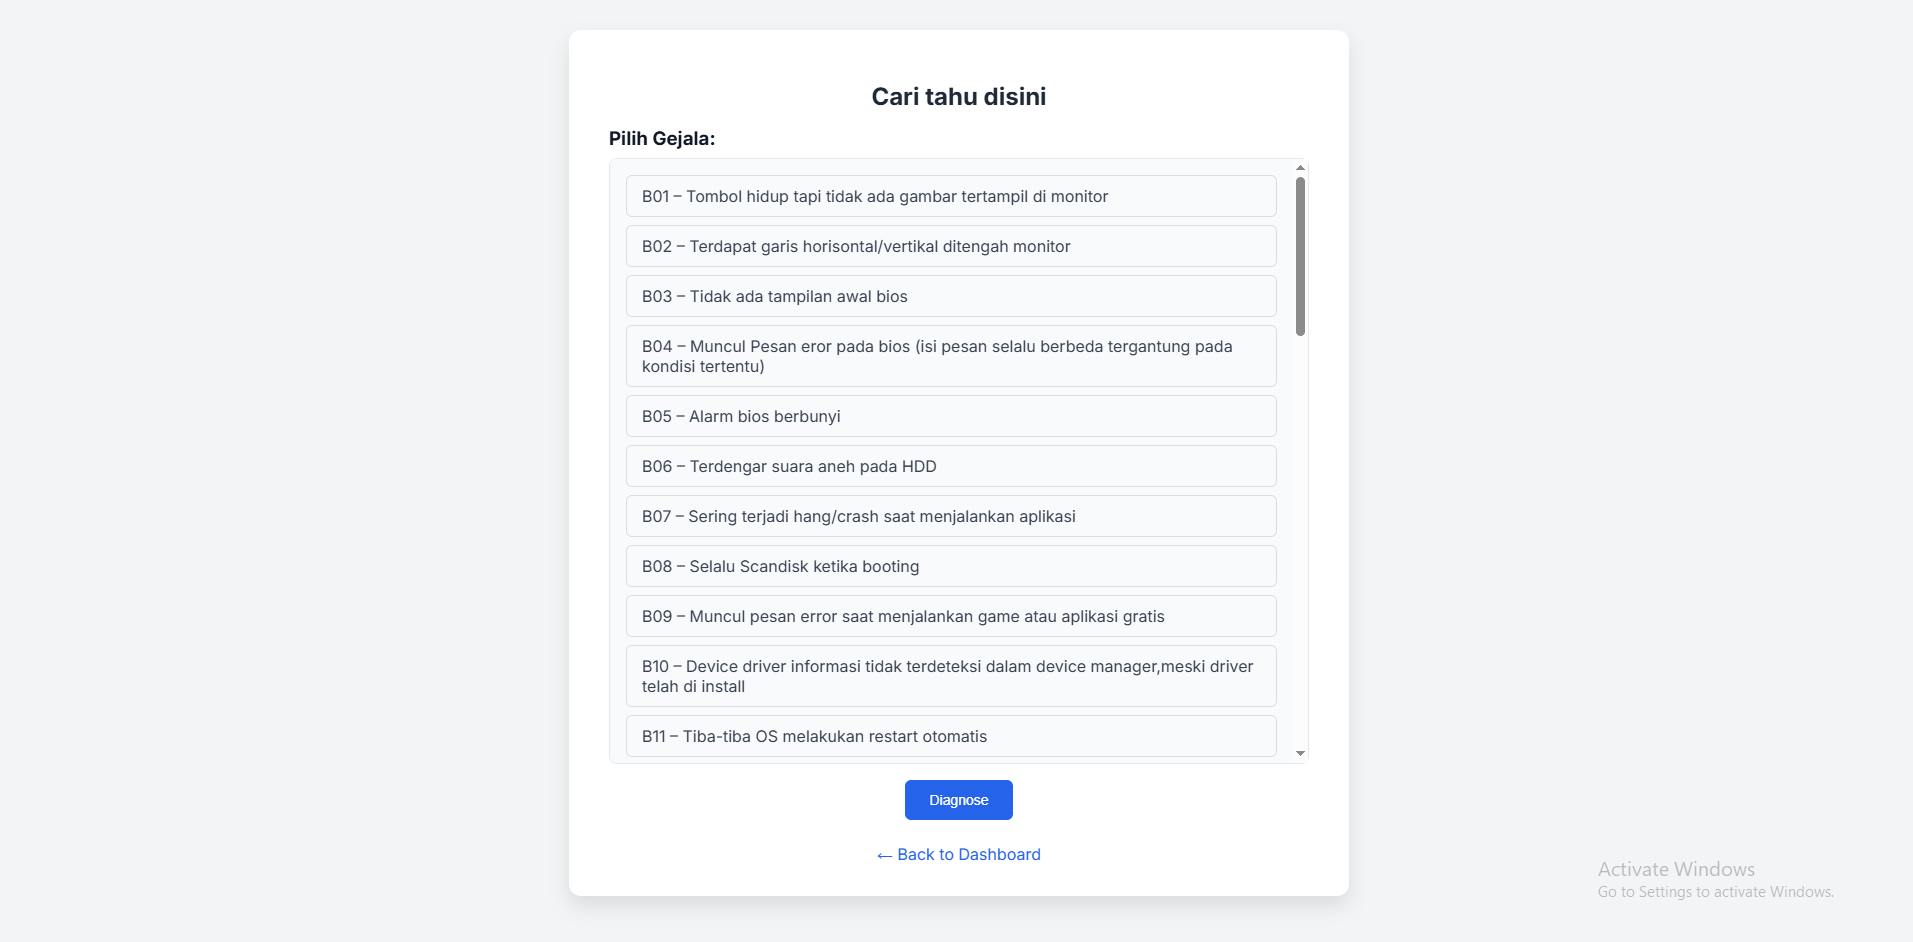 Cari tahu disini
Pilih Gejala:
B01 – Tombol hidup tapi tidak ada gambar tertampil di monitor
B02 – Terdapat garis horisontal/vertikal ditengah monitor
B03 – Tidak ada tampilan awal bios
B04 – Muncul Pesan eror pada bios (isi pesan selalu berbeda tergantung pada
kondisi tertentu)
B05 – Alarm bios berbunyi
B06 – Terdengar suara aneh pada HDD
B07 – Sering terjadi hang/crash saat menjalankan aplikasi
B08 – Selalu Scandisk ketika booting
B09 – Muncul pesan error saat menjalankan game atau aplikasi gratis
B10 – Device driver informasi tidak terdeteksi dalam device manager,meski driver
telah di install
B11 – Tiba-tiba OS melakukan restart otomatis
Diagnose
← Back to Dashboard
Activate Windows
Go to Settings to activate Windows.